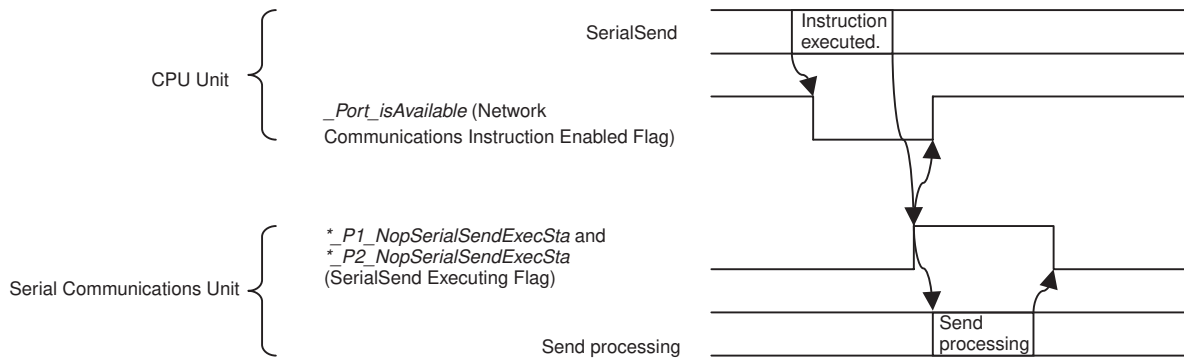 SerialSend
Instruction
executed.
CPU Unit
_Port_isAvailable (Network
Communications Instruction Enabled Flag)
*_P1_NopSerialSendExecSta and
*_P2_NopSerialSendExecSta
(SerialSend Executing Flag)
Serial Communications Unit
Send processing
Send
processing